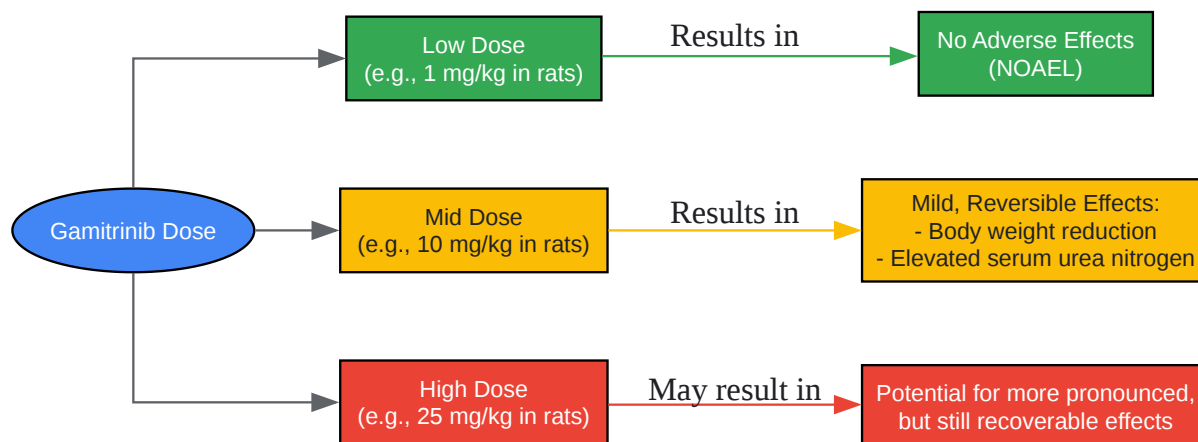 Low Dose
(e.g., 1 mg/kg in rats)
Results in
No Adverse Effects
(NOAEL)
Gamitrinib Dose
Mid Dose
(e.g., 10 mg/kg in rats)
Results in
Mild, Reversible Effects:
- Body weight reduction
- Elevated serum urea nitrogen
High Dose
(e.g., 25 mg/kg in rats)
May result in
Potential for more pronounced,
but still recoverable effects